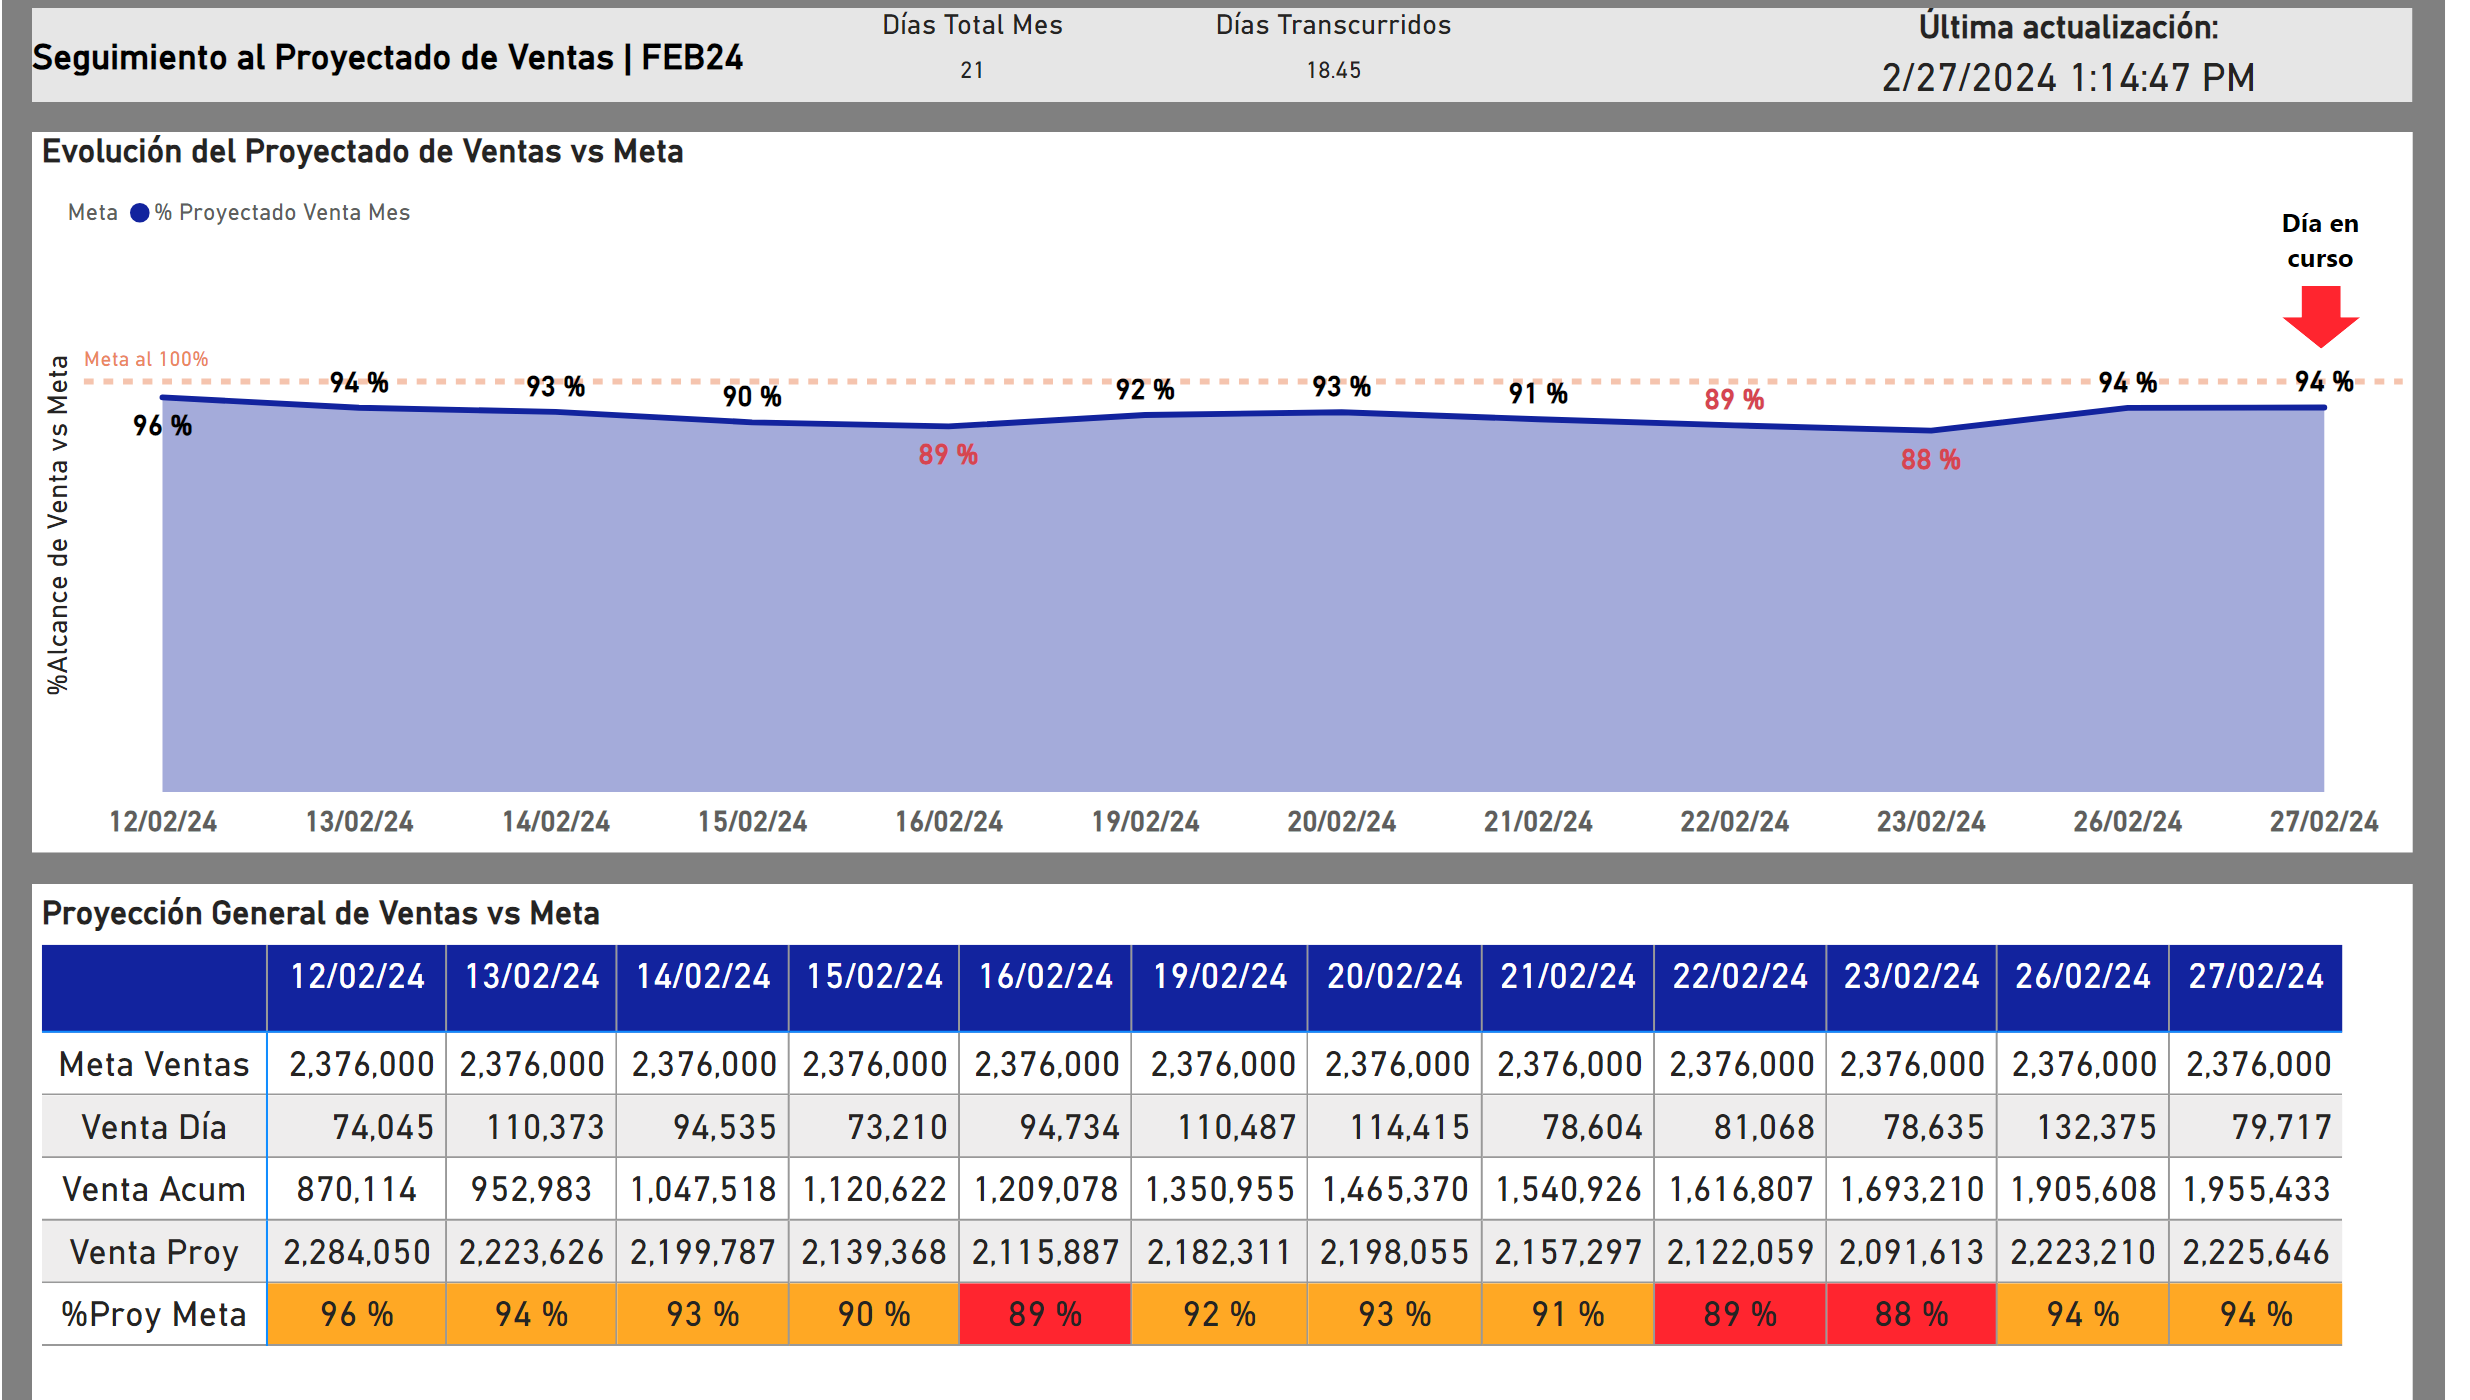 Seguimiento al Proyectado de Ventas | FEB24
Días Total Mes
21
Días Transcurridos
18.45
Última actualización:
2/27/2024 1:14:47 PM
Evolución del Proyectado de Ventas vs Meta
Meta % Proyectado Venta Mes
Día en
curso
%Alcance de Venta vs Meta
Meta al 100%
96 % 94 % 93 % 90 % 89 % 92 % 93 % 91 % 89 % 88 % 94 % 94 %
12/02/24 13/02/24 14/02/24 15/02/24 16/02/24 19/02/24 20/02/24 21/02/24 22/02/24 23/02/24 26/02/24 27/02/24
Proyección General de Ventas vs Meta
12/02/24 13/02/24 14/02/24 15/02/24 16/02/24 19/02/24 20/02/24 21/02/24 22/02/24 23/02/24 26/02/24 27/02/24
Meta Ventas 2,376,000 2,376,000 2,376,000 2,376,000 2,376,000 2,376,000 2,376,000 2,376,000 2,376,000 2,376,000 2,376,000 2,376,000
Venta Día 74,045 110,373 94,535 73,210 94,734 110,487 114,415 78,604 81,068 78,635 132,375 79,717
Venta Acum 870,114 952,983 1,047,518 1,120,622 1,209,078 1,350,955 1,465,370 1,540,926 1,616,807 1,693,210 1,905,608 1,955,433
Venta Proy 2,284,050 2,223,626 2,199,787 2,139,368 2,115,887 2,182,311 2,198,055 2,157,297 2,122,059 2,091,613 2,223,210 2,225,646
%Proy Meta 96 % 94 % 93 % 90 % 89 % 92 % 93 % 91 % 89 % 88 % 94 % 94 %